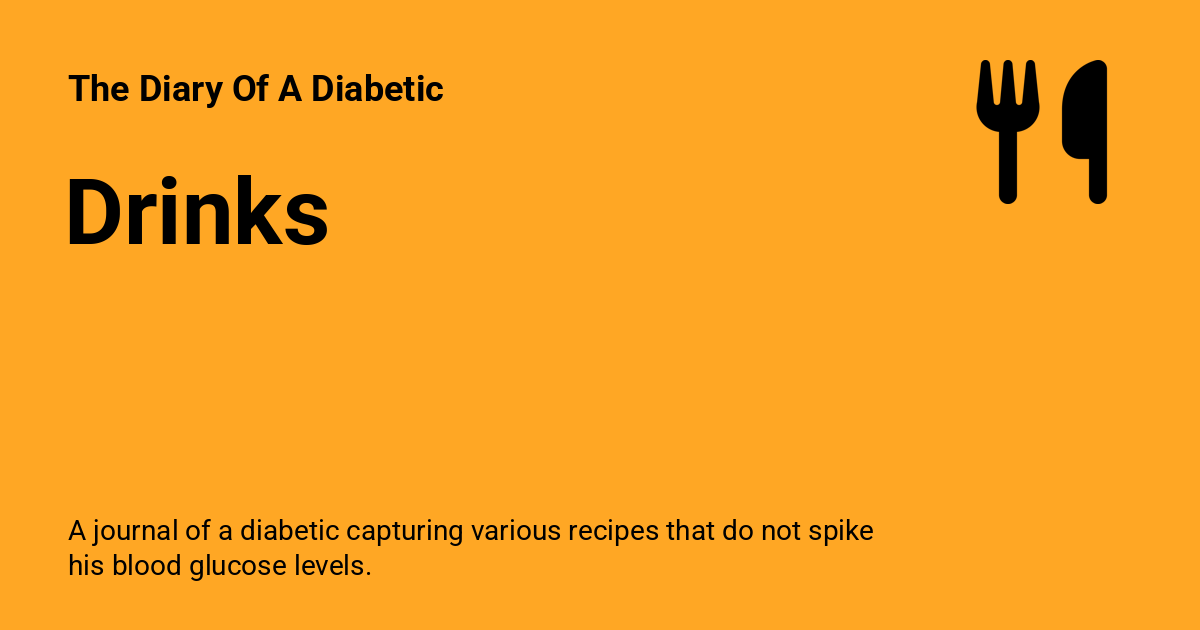 The Diary Of A Diabetic
Drinks
A journal of a diabetic capturing various recipes that do not spike
his blood glucose levels.